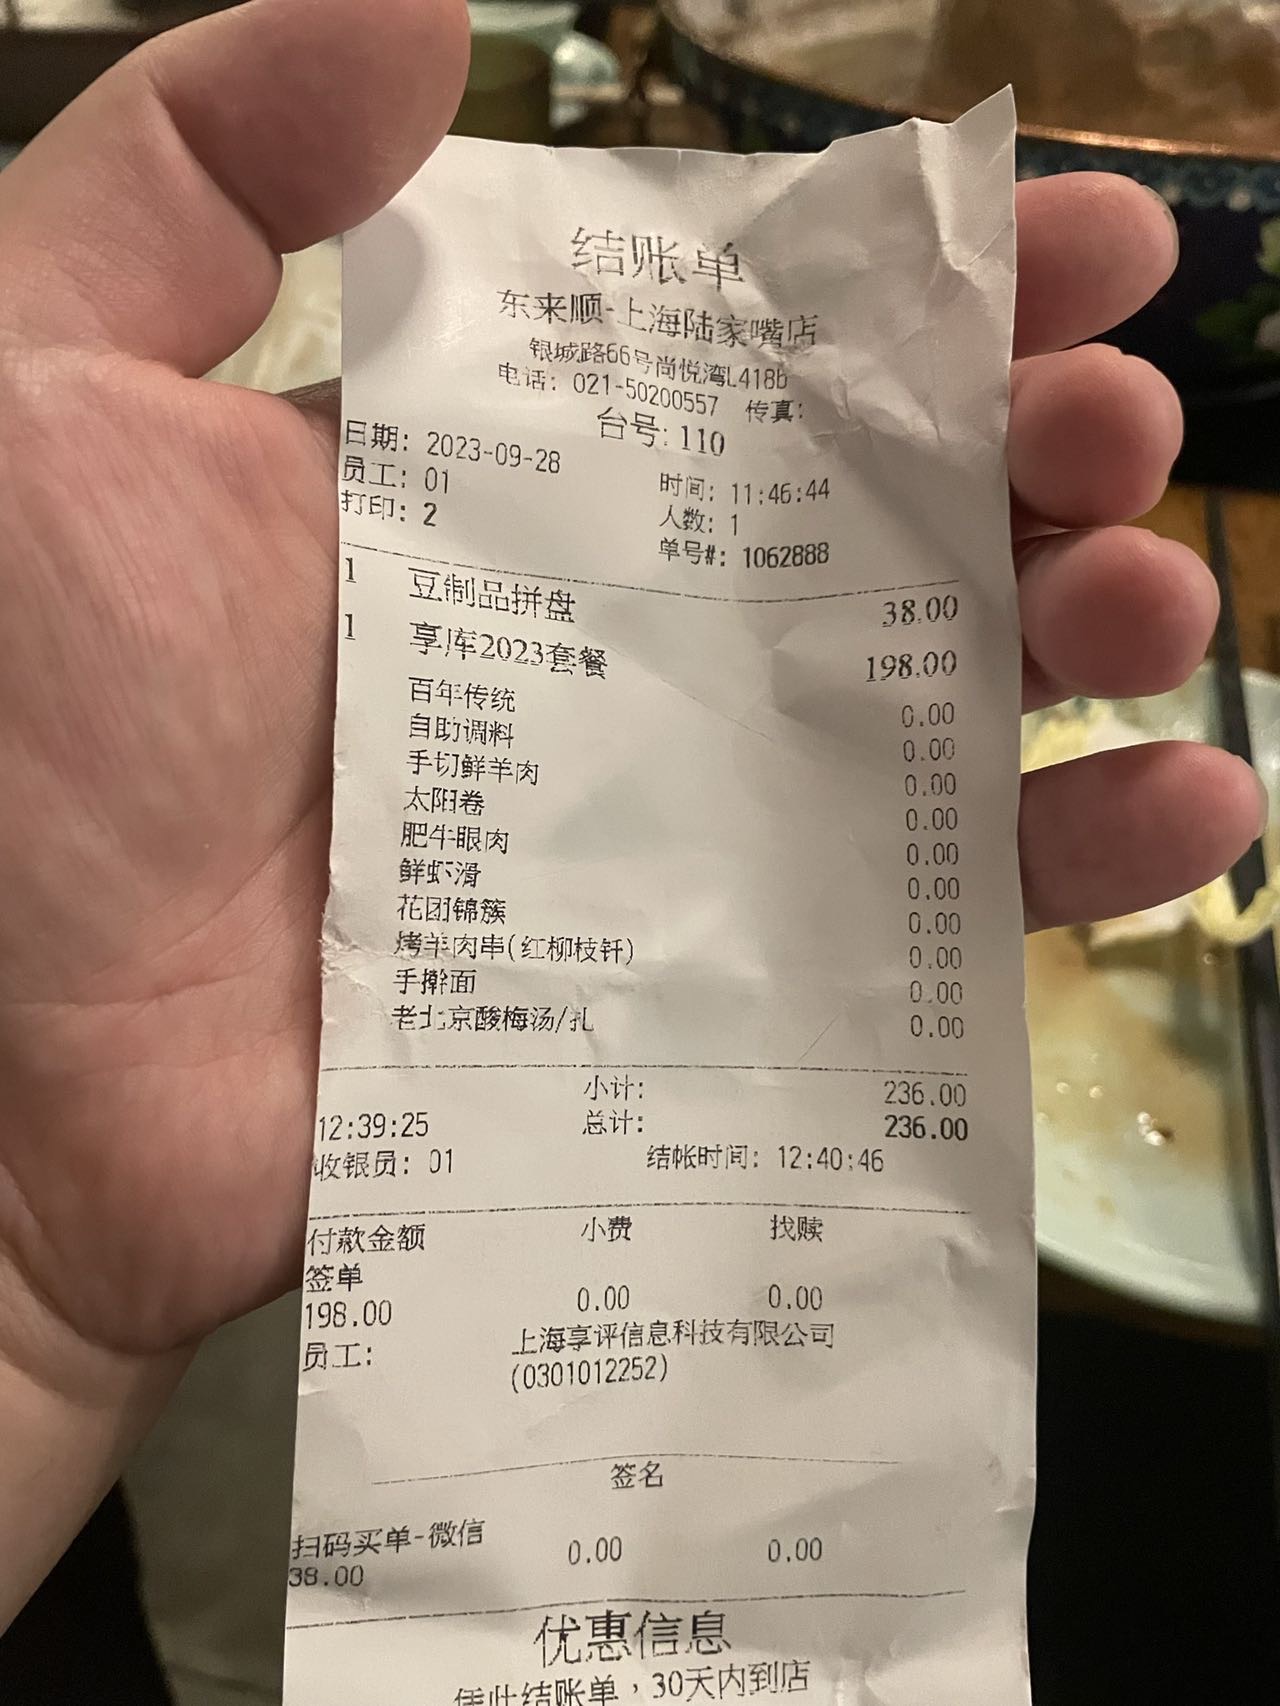 结账单
东来顺-上海陆家嘴店
银城路66号尚悦湾L418b
电话: 021-50200557 传真:
台号: 110
日期: 2023-09-28
员工: 01 时间: 11:46:44
打印: 2 人数: 1
单号#: 1062888
1 豆制品拼盘 38.00
1 享库2023套餐 198.00
百年传统 0.00
自助调料 0.00
手切鲜羊肉 0.00
太阳卷 0.00
肥牛眼肉 0.00
鲜虾滑 0.00
花团锦簇 0.00
烤羊肉串(红柳枝钎) 0.00
手擀面 0.00
老北京酸梅汤/扎 0.00
小计: 236.00
12:39:25 总计: 236.00
收银员: 01 结帐时间: 12:40:46
付款金额 小费 找赎
签单
198.00 0.00 0.00
员工: 上海享评信息科技有限公司
(0301012252)
签名
扫码买单-微信
38.00 0.00 0.00
优惠信息
凭此结账单，30天内到店